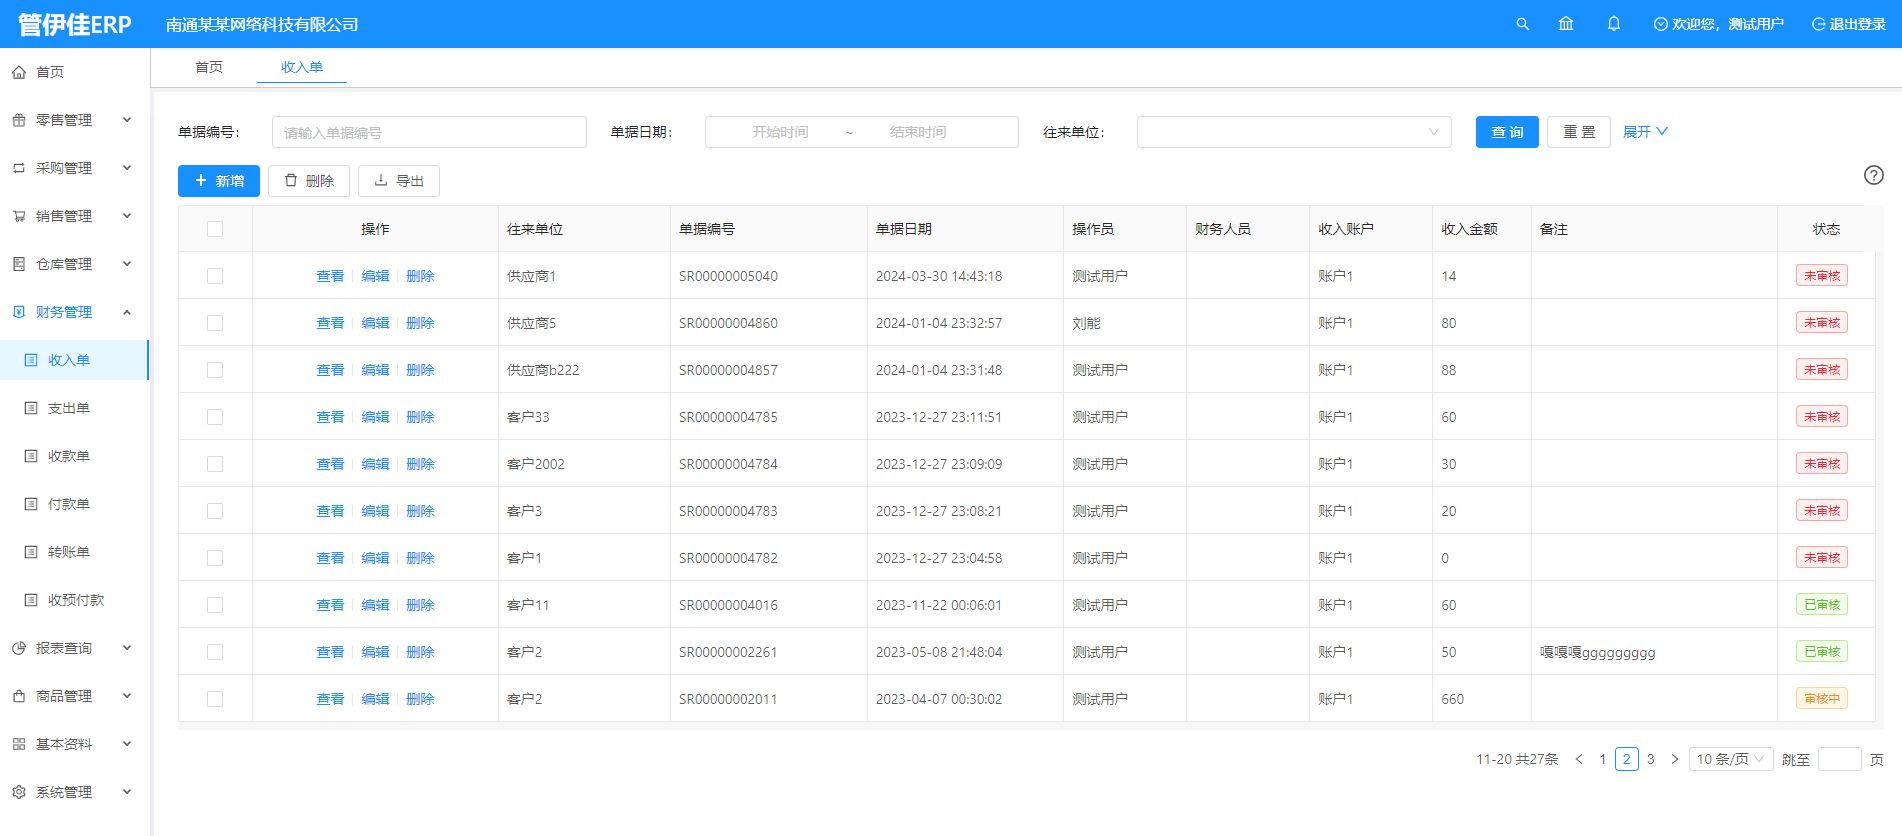 管伊佳ERP 南通某某网络科技有限公司 欢迎您，测试用户 退出登录
首页 收入单
首页
零售管理
采购管理
销售管理
仓库管理
财务管理
收入单
支出单
收款单
付款单
转账单
收预付款
报表查询
商品管理
基本资料
系统管理
单据编号： 请输入单据编号 单据日期： 开始时间 ~ 结束时间 往来单位： 查询 重置 展开
新增 删除 导出
操作 往来单位 单据编号 单据日期 操作员 财务人员 收入账户 收入金额 备注 状态
查看 编辑 删除 供应商1 SR00000005040 2024-03-30 14:43:18 测试用户 账户1 14 未审核
查看 编辑 删除 供应商5 SR00000004860 2024-01-04 23:32:57 刘能 账户1 80 未审核
查看 编辑 删除 供应商b222 SR00000004857 2024-01-04 23:31:48 测试用户 账户1 88 未审核
查看 编辑 删除 客户33 SR00000004785 2023-12-27 23:11:51 测试用户 账户1 60 未审核
查看 编辑 删除 客户2002 SR00000004784 2023-12-27 23:09:09 测试用户 账户1 30 未审核
查看 编辑 删除 客户3 SR00000004783 2023-12-27 23:08:21 测试用户 账户1 20 未审核
查看 编辑 删除 客户1 SR00000004782 2023-12-27 23:04:58 测试用户 账户1 0 未审核
查看 编辑 删除 客户11 SR00000004016 2023-11-22 00:06:01 测试用户 账户1 60 已审核
查看 编辑 删除 客户2 SR00000002261 2023-05-08 21:48:04 测试用户 账户1 50 嘎嘎嘎ggggggggg 已审核
查看 编辑 删除 客户2 SR00000002011 2023-04-07 00:30:02 测试用户 账户1 660 审核中
11-20 共27条 < 1 2 3 > 10 条/页 跳至 页